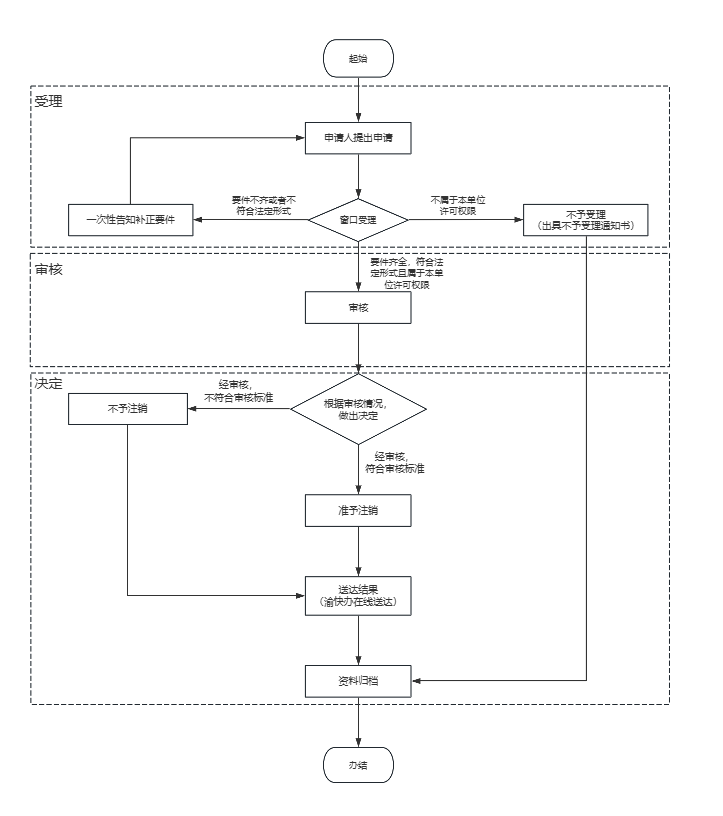 起始
受理
申请人提出申请
要件不齐或者不
符合法定形式
不属于本单位
许可权限
一次性告知补正要件
窗口受理
不予受理
（出具不予受理通知书）
审核
要件齐全，符合法
定形式且属于本单
位许可权限
审核
决定
经审核，
不符合审核标准
不予注销
根据审核情况，
做出决定
经审核，
符合审核标准
准予注销
送达结果
（渝快办在线送达）
资料归档
办结